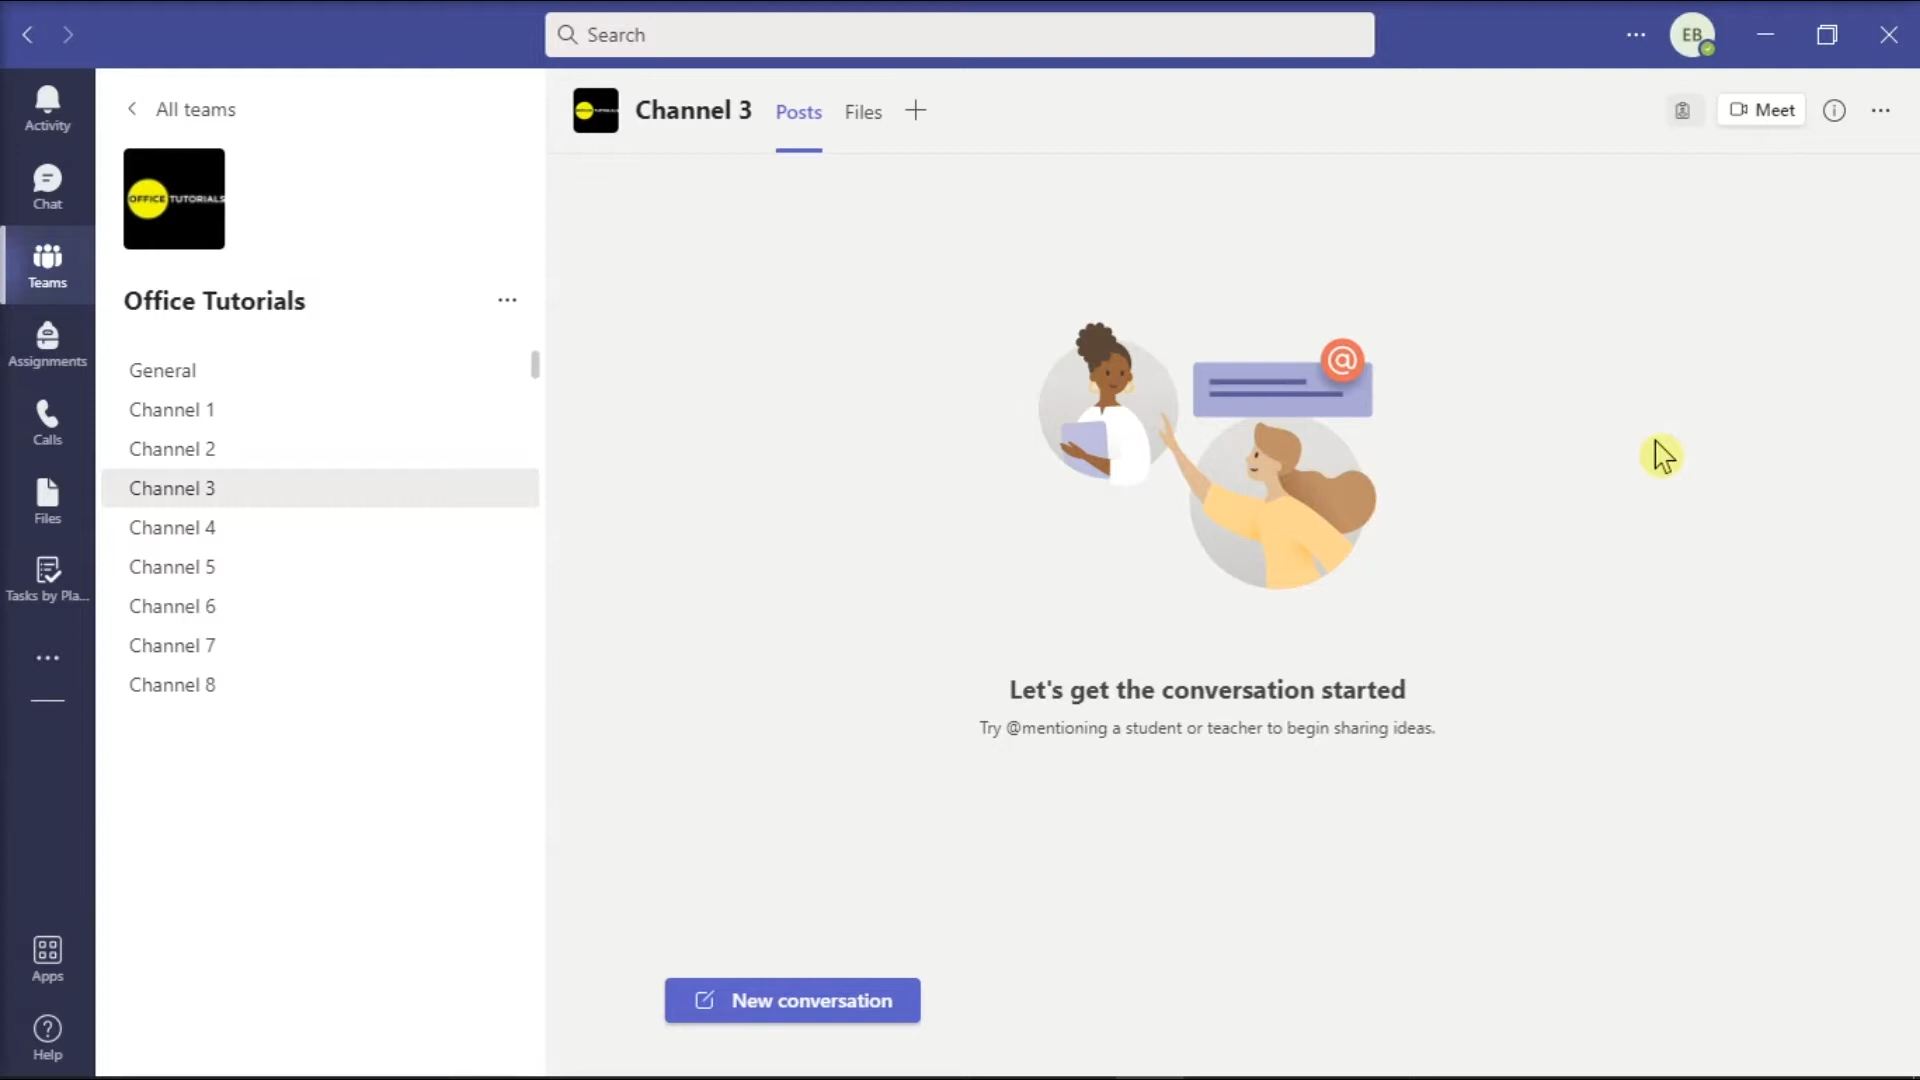 Search
EB
Activity
Chat
Teams
Assignments
Calls
Files
Tasks by Pla...
Apps
Help
All teams
OFFICE TUTORIALS
Office Tutorials
General
Channel 1
Channel 2
Channel 3
Channel 4
Channel 5
Channel 6
Channel 7
Channel 8
Channel 3
Posts
Files
Meet
@
Let's get the conversation started
Try @mentioning a student or teacher to begin sharing ideas.
New conversation